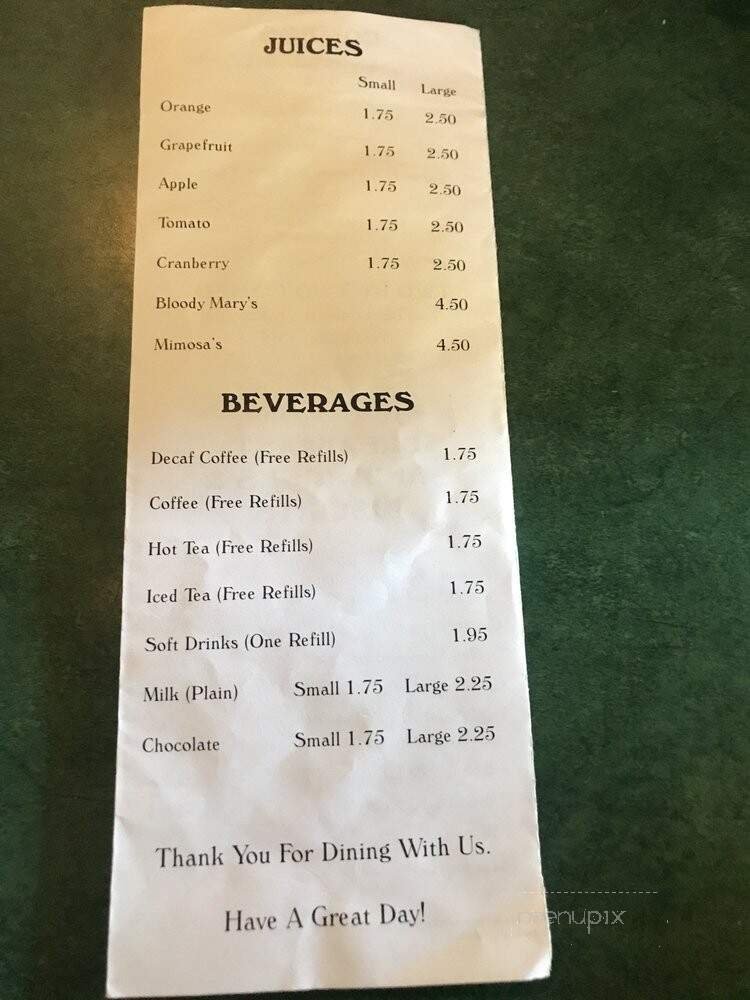 JUICES
Small Large
Orange 1.75 2.50
Grapefruit 1.75 2.50
Apple 1.75 2.50
Tomato 1.75 2.50
Cranberry 1.75 2.50
Bloody Mary's 4.50
Mimosa's 4.50
BEVERAGES
Decaf Coffee (Free Refills) 1.75
Coffee (Free Refills) 1.75
Hot Tea (Free Refills) 1.75
Iced Tea (Free Refills) 1.75
Soft Drinks (One Refill) 1.95
Milk (Plain) Small 1.75 Large 2.25
Chocolate Small 1.75 Large 2.25
Thank You For Dining With Us.
Have A Great Day!
menupix